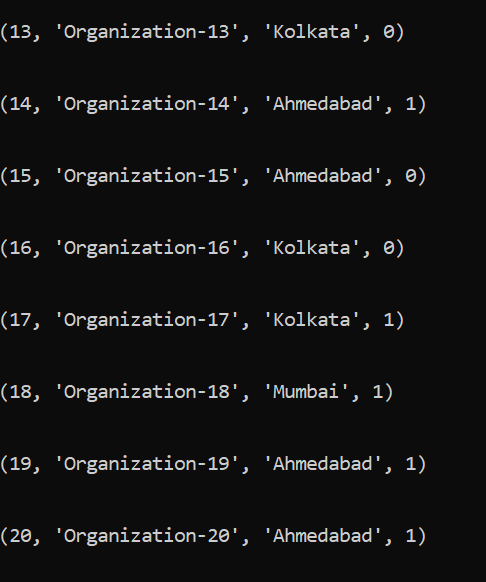 (13, 'Organization-13', 'Kolkata', 0)
(14, 'Organization-14', 'Ahmedabad', 1)
(15, 'Organization-15', 'Ahmedabad', 0)
(16, 'Organization-16', 'Kolkata', 0)
(17, 'Organization-17', 'Kolkata', 1)
(18, 'Organization-18', 'Mumbai', 1)
(19, 'Organization-19', 'Ahmedabad', 1)
(20, 'Organization-20', 'Ahmedabad', 1)